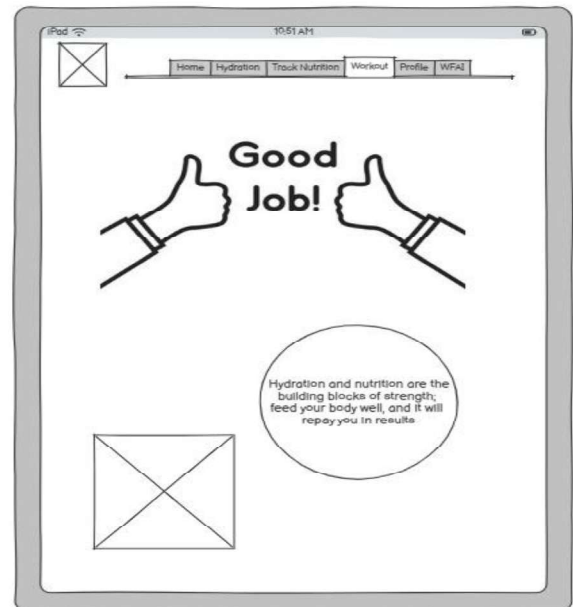 iPod 10:51 AM
Home Hydration Track Nutrition Workout Profile WFAI
Good
Job!
Hydration and nutrition are the
building blocks of strength;
feed your body well, and it will
repay you in results